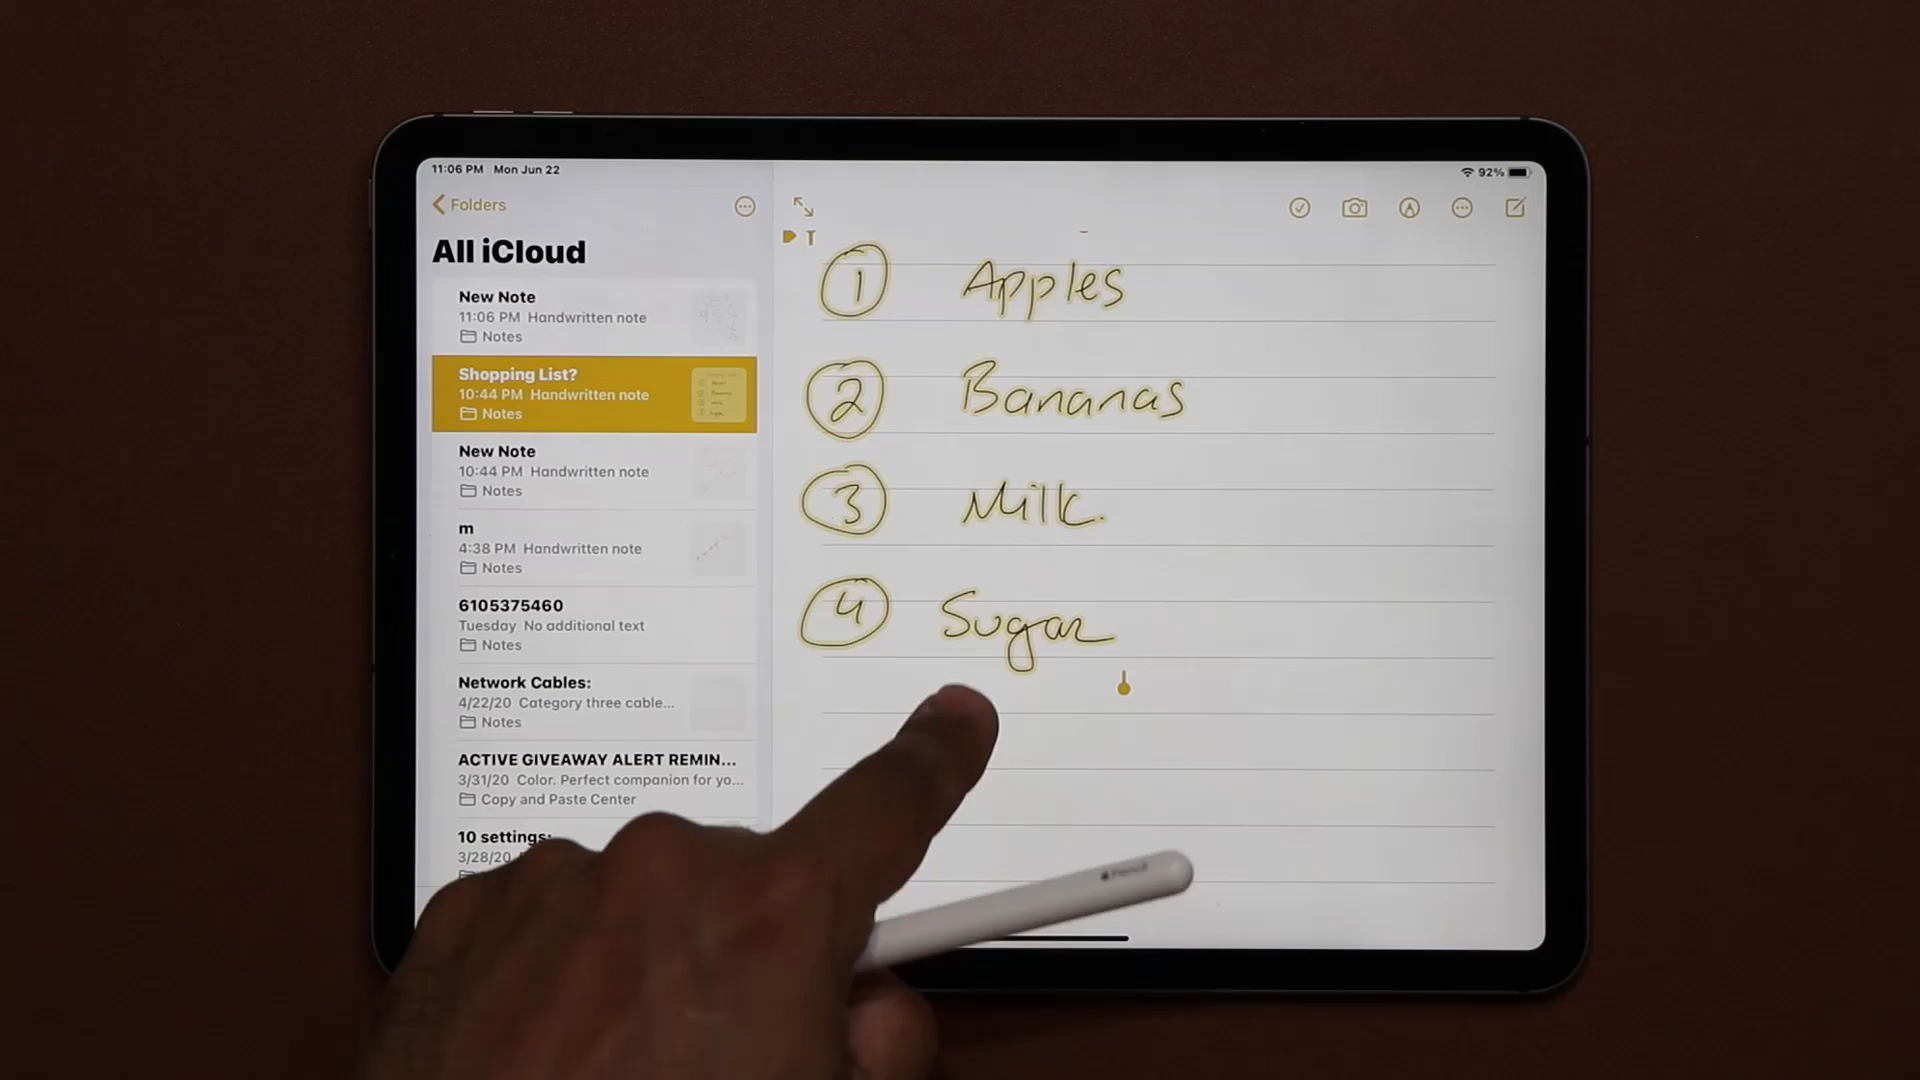 11:06 PM Mon Jun 22
92%
Folders
All iCloud
New Note
11:06 PM Handwritten note
Notes
Shopping List?
10:44 PM Handwritten note
Notes
New Note
10:44 PM Handwritten note
Notes
m
4:38 PM Handwritten note
Notes
6105375460
Tuesday No additional text
Notes
Network Cables:
4/22/20 Category three cable...
Notes
ACTIVE GIVEAWAY ALERT REMIN...
3/31/20 Color. Perfect companion for yo...
Copy and Paste Center
10 settings:
3/28/20
T
1 Apples
2 Bananas
3 Milk.
4 Sugar
Pencil